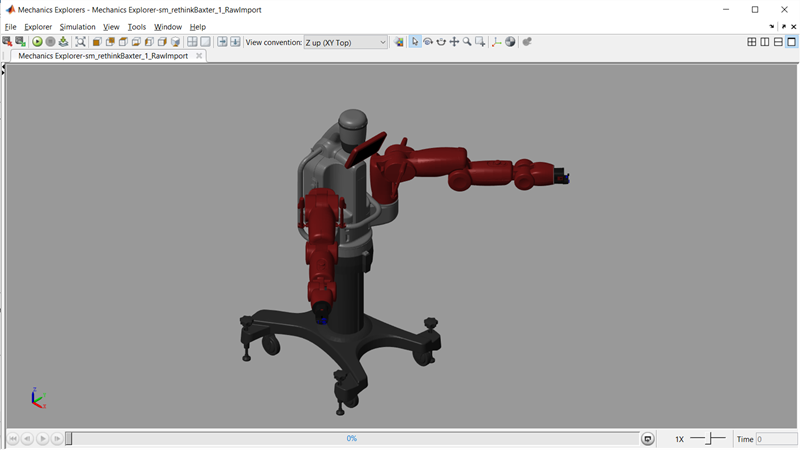 Mechanics Explorers - Mechanics Explorer-sm_rethinkBaxter_1_RawImport
File Explorer Simulation View Tools Window Help
View convention: Z up (XY Top)
Mechanics Explorer-sm_rethinkBaxter_1_RawImport
Z
Y
X
0% 1X Time 0